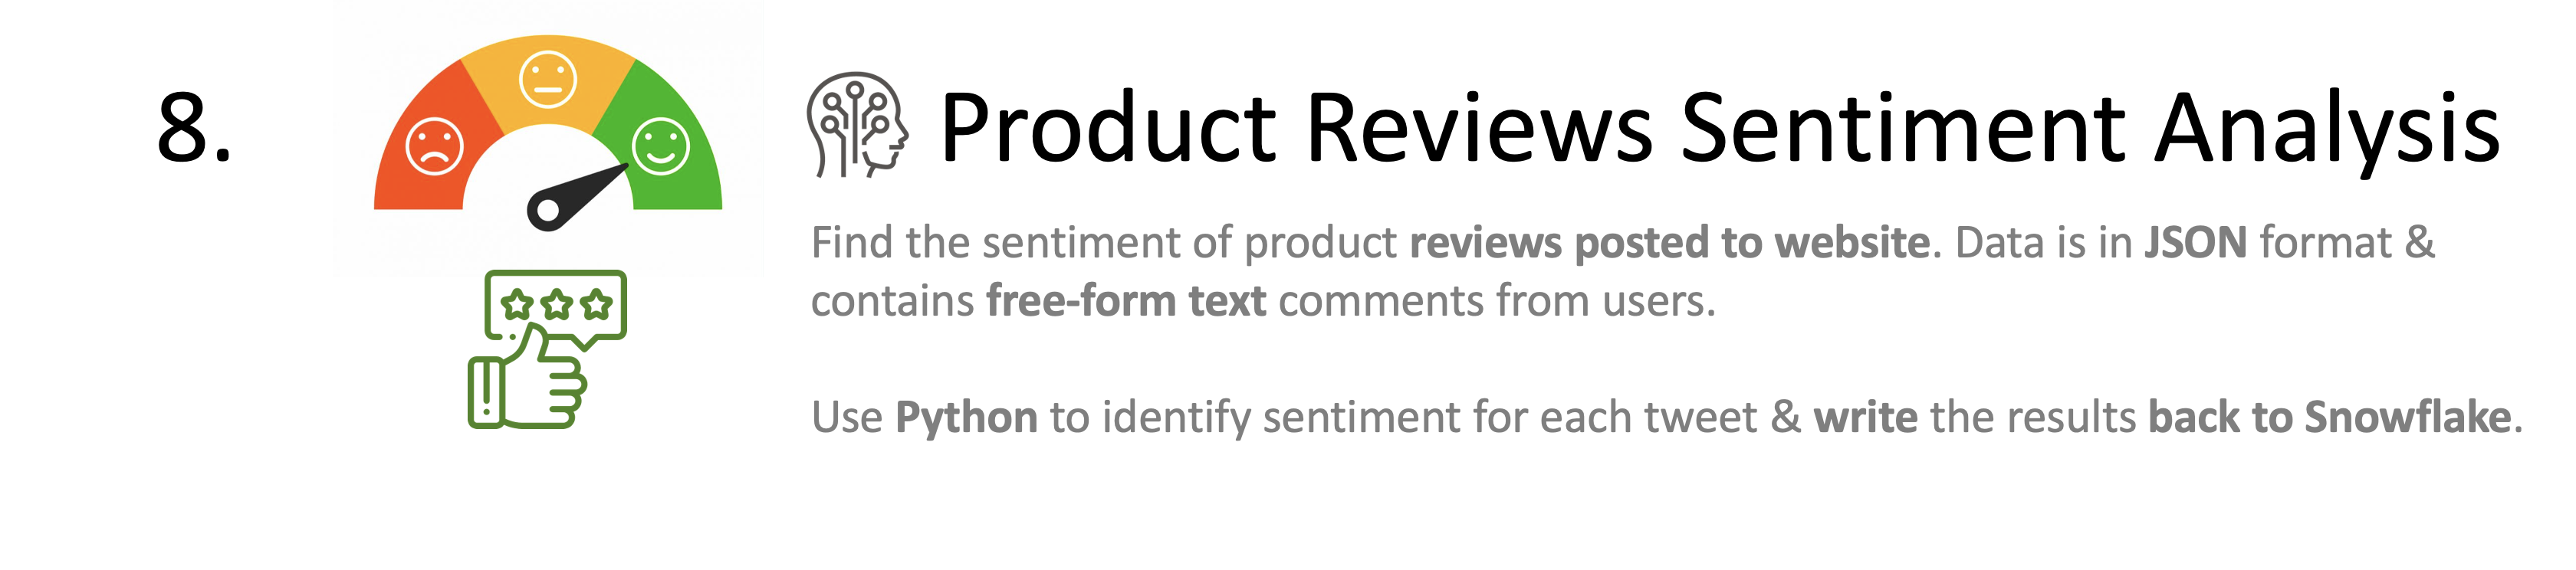 8.
Product Reviews Sentiment Analysis
Find the sentiment of product reviews posted to website. Data is in JSON format &
contains free-form text comments from users.
Use Python to identify sentiment for each tweet & write the results back to Snowflake.